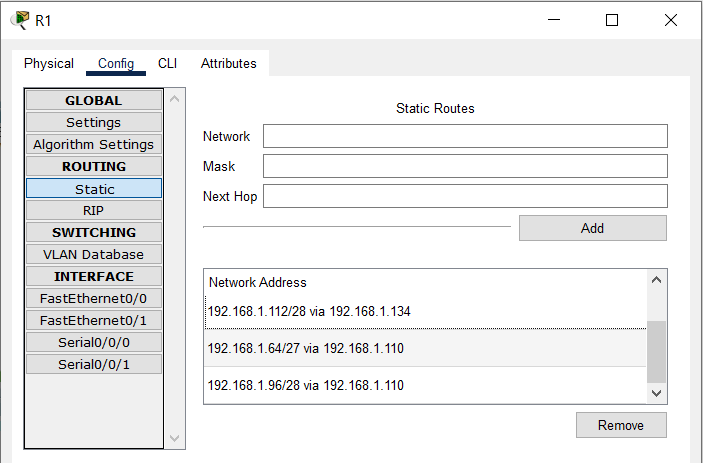 R1
Physical Config CLI Attributes
GLOBAL
Settings
Algorithm Settings
ROUTING
Static
RIP
SWITCHING
VLAN Database
INTERFACE
FastEthernet0/0
FastEthernet0/1
Serial0/0/0
Serial0/0/1
Static Routes
Network
Mask
Next Hop
Add
Network Address
192.168.1.112/28 via 192.168.1.134
192.168.1.64/27 via 192.168.1.110
192.168.1.96/28 via 192.168.1.110
Remove